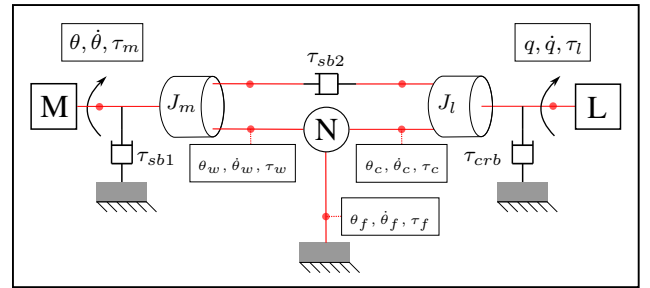 θ, θ̇, τ_m
q, q̇, τ_l
τ_sb2
M
J_m
J_l
L
N
τ_sb1
τ_crb
θ_w, θ̇_w, τ_w
θ_c, θ̇_c, τ_c
θ_f, θ̇_f, τ_f